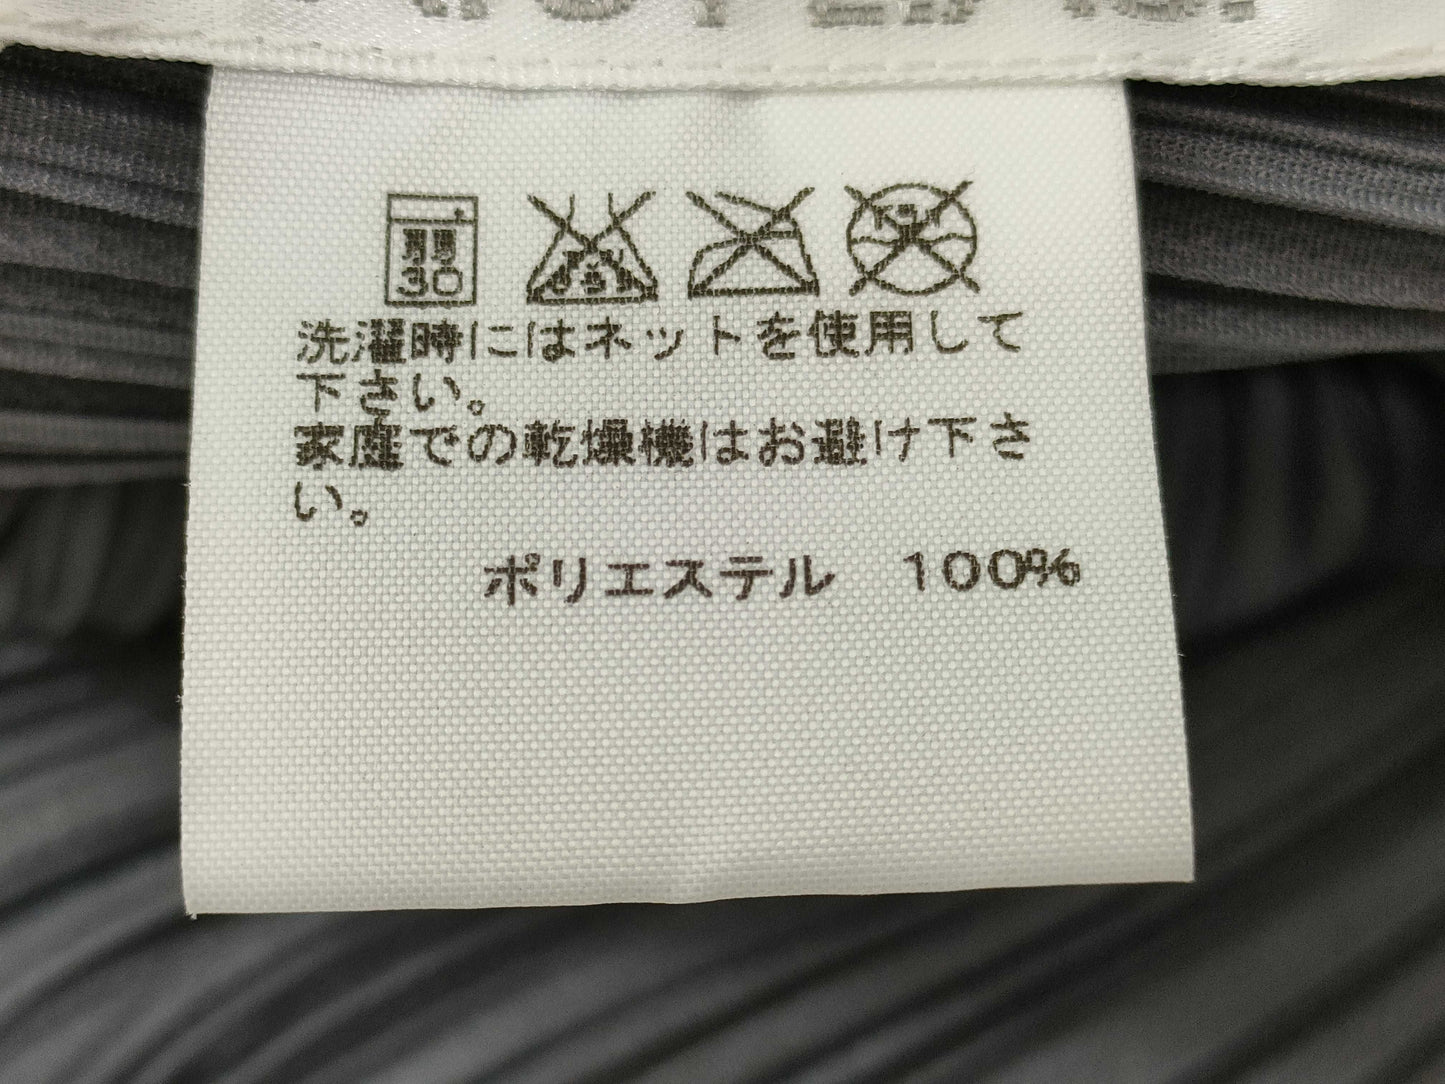 弱
30
洗濯時にはネットを使用して
下さい。
家庭での乾燥機はお避け下さ
い。
ポリエステル 100%